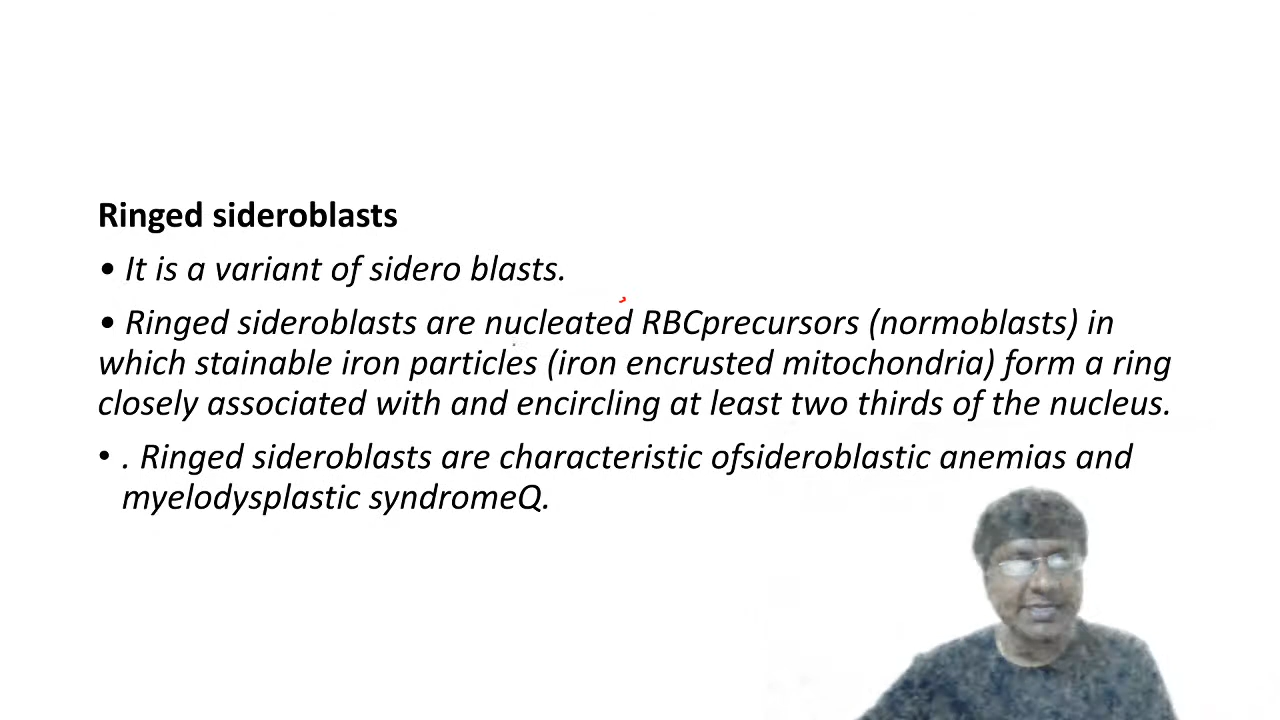 Ringed sideroblasts
• It is a variant of sidero blasts.
• Ringed sideroblasts are nucleated RBCprecursors (normoblasts) in
which stainable iron particles (iron encrusted mitochondria) form a ring
closely associated with and encircling at least two thirds of the nucleus.
• . Ringed sideroblasts are characteristic ofsideroblastic anemias and
myelodysplastic syndromeQ.